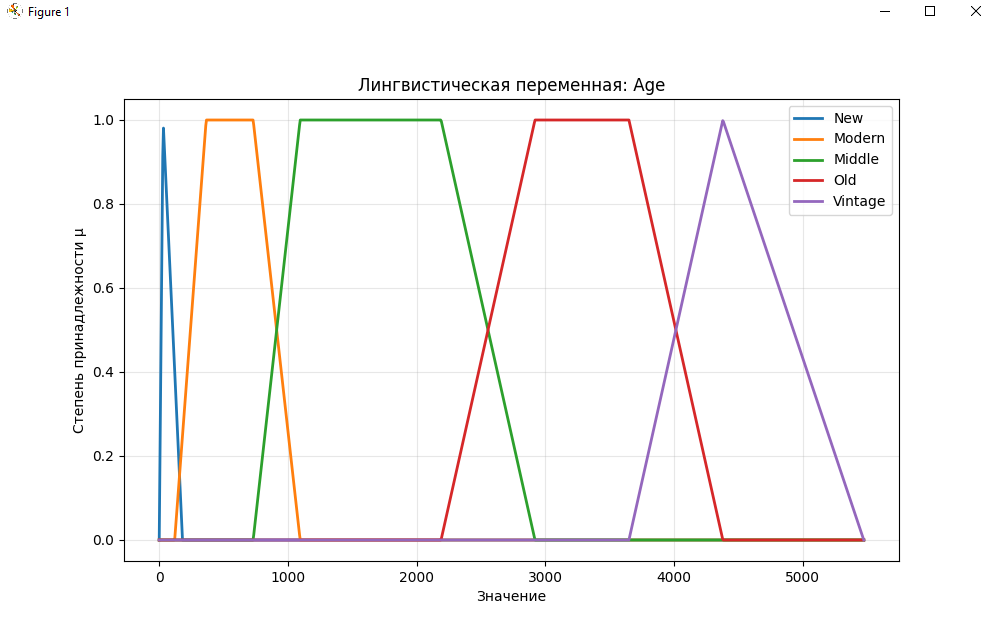 Figure 1
Лингвистическая переменная: Age
New
Modern
Middle
Old
Vintage
Степень принадлежности μ
1.0
0.8
0.6
0.4
0.2
0.0
0 1000 2000 3000 4000 5000
Значение